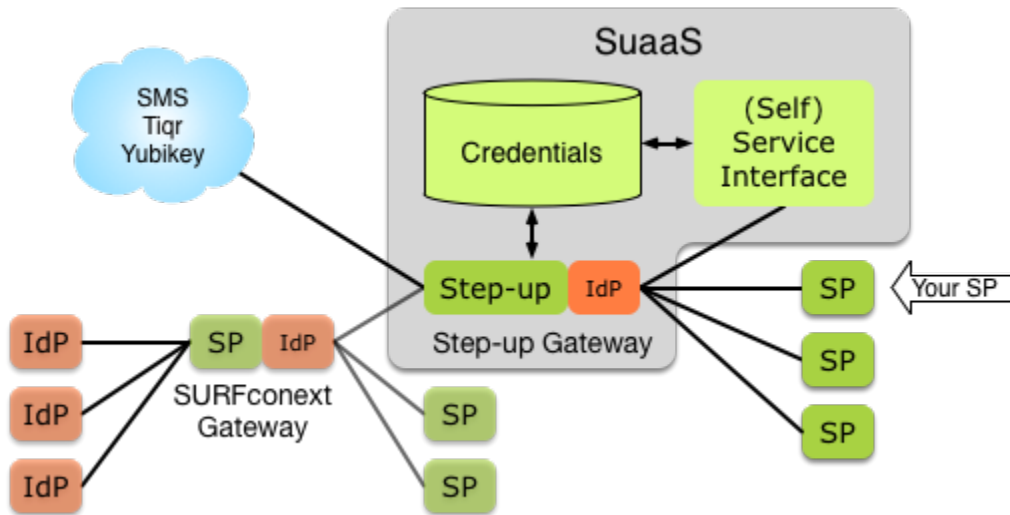 SuaaS
SMS
Tiqr
Yubikey
Credentials
(Self)
Service
Interface
Step-up
IdP
SP
Your SP
IdP
SP
IdP
Step-up Gateway
SP
SURFconext
Gateway
IdP
SP
SP
IdP
SP